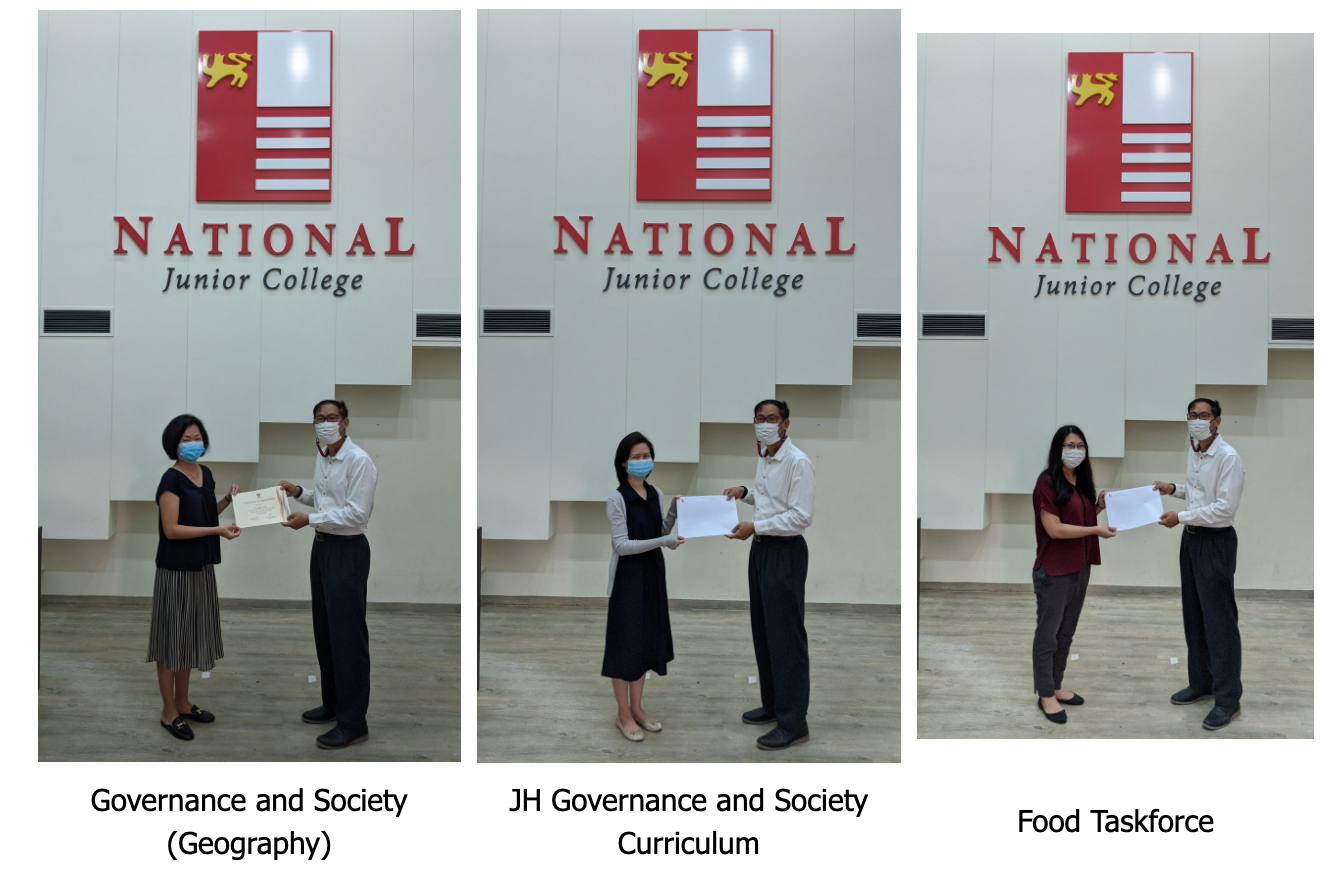 NATIONAL
Junior College
NATIONAL
Junior College
NATIONAL
Junior College
Governance and Society
(Geography)
JH Governance and Society
Curriculum
Food Taskforce